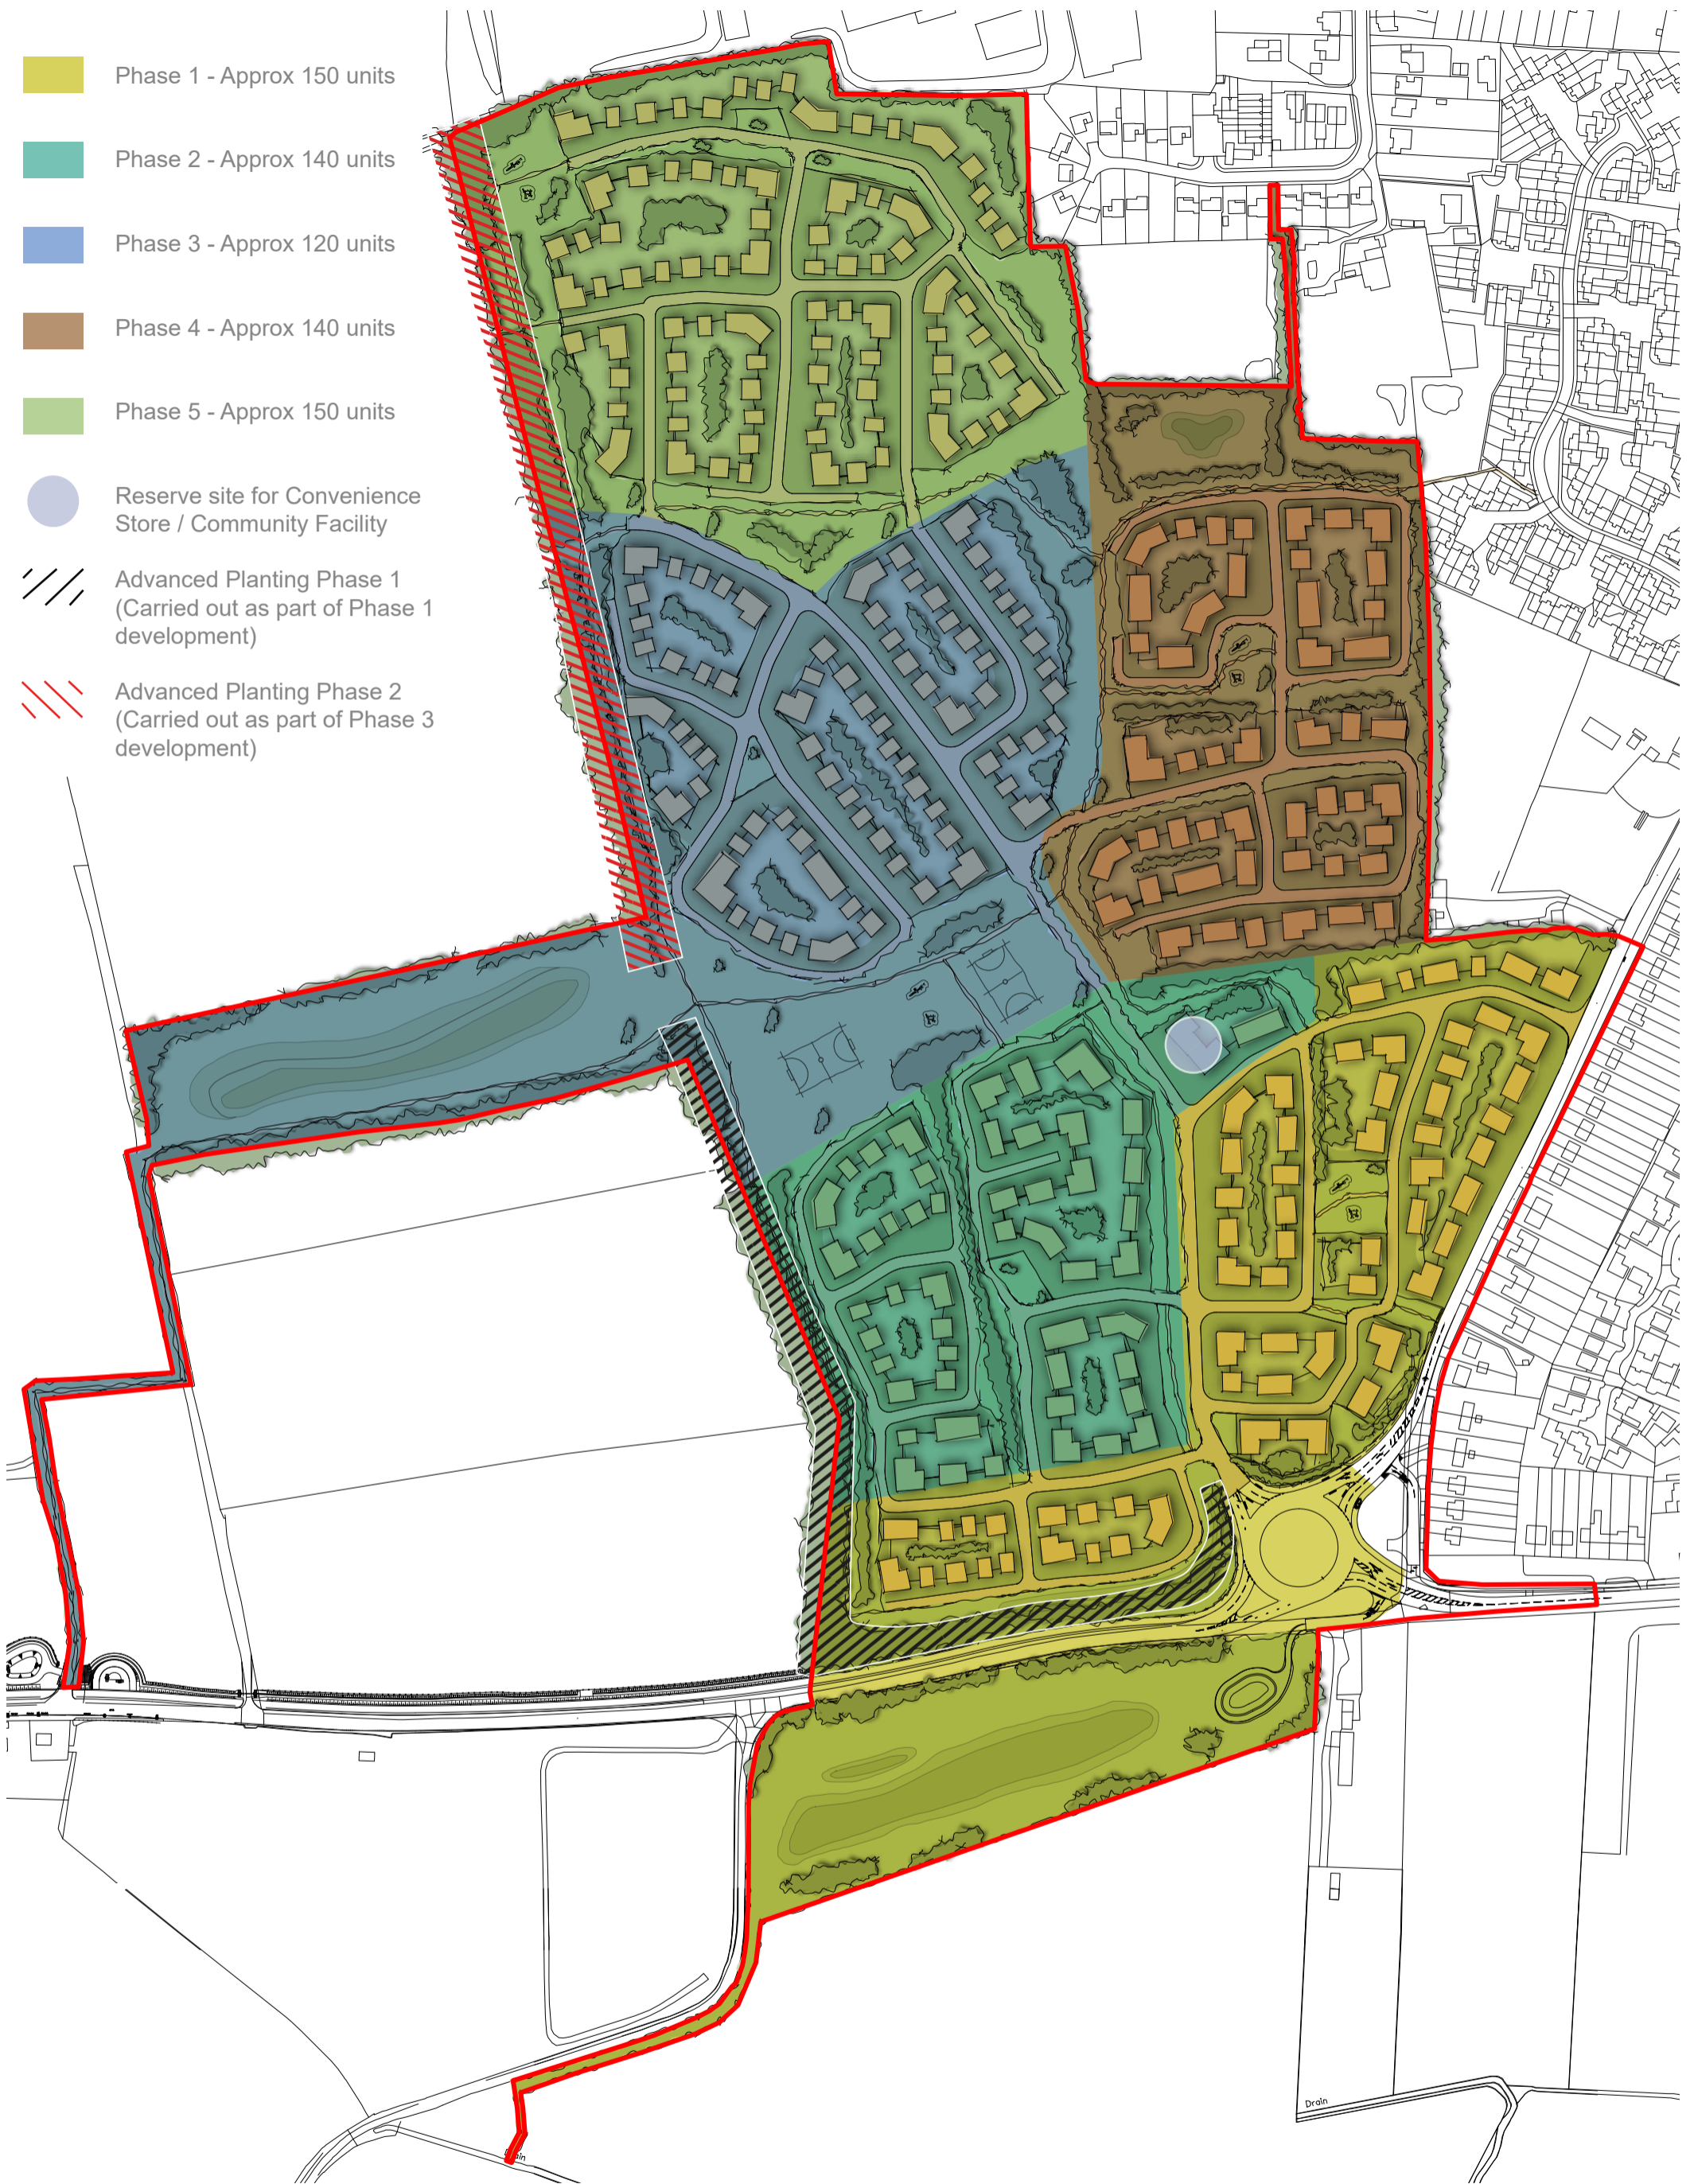 Phase 1 - Approx 150 units
Phase 2 - Approx 140 units
Phase 3 - Approx 120 units
Phase 4 - Approx 140 units
Phase 5 - Approx 150 units
Reserve site for Convenience
Store / Community Facility
Advanced Planting Phase 1
(Carried out as part of Phase 1
development)
Advanced Planting Phase 2
(Carried out as part of Phase 3
development)
Drain